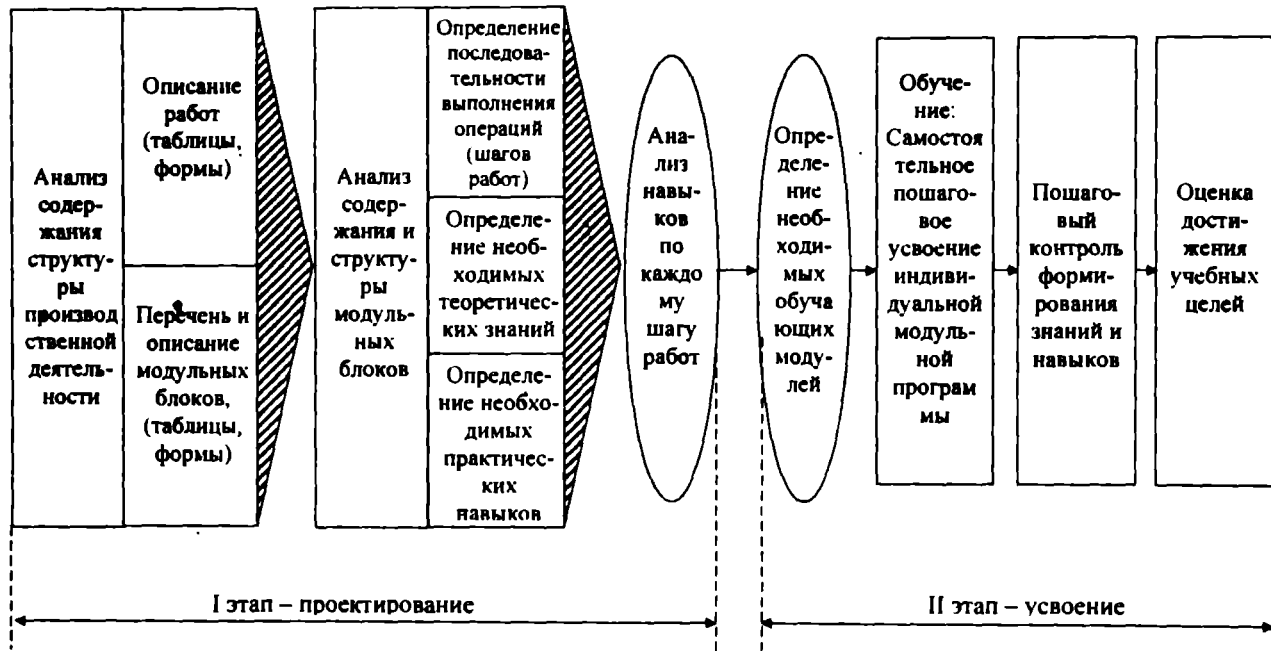 Анализ
содер-
жания
структу-
ры
производ
ственной
деятель-
ности
Описание
работ
(таблицы,
формы)
Перечень и
описание
модульных
блоков,
(таблицы,
формы)
Анализ
содер-
жания и
структу-
ры
модуль-
ных
блоков
Определение
последова-
тельности
выполнения
операций
(шагов
работ)
Определе-
ние необ-
ходимых
теоретичес-
ких знаний
Определе-
ние необхо-
димых
практичес-
ких
навыков
Ана-
лиз
навы-
ков
по
каждо
му
шагу
работ
Опре-
деле-
ние
необ-
ходи-
мых
обуча
ющих
моду-
лей
Обуче-
ние:
Самостоя
тельное
пошаго-
вое
усвоение
индиви-
дуальной
модуль-
ной
програм
мы
Пошаго-
вый
контроль
форми-
рования
знаний и
навыков
Оценка
дости-
жения
учебных
целей
I этап – проектирование
II этап – усвоение